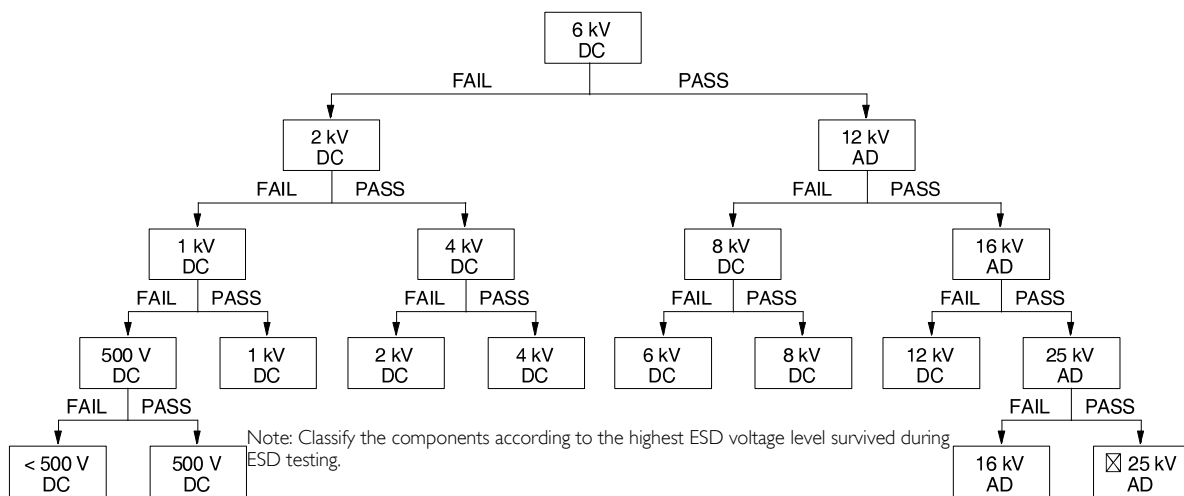 6 kV
DC
FAIL PASS
2 kV
DC
12 kV
AD
FAIL PASS
FAIL PASS
1 kV
DC
4 kV
DC
8 kV
DC
16 kV
AD
FAIL PASS
FAIL PASS
FAIL PASS
FAIL PASS
500 V
DC
1 kV
DC
2 kV
DC
4 kV
DC
6 kV
DC
8 kV
DC
12 kV
DC
25 kV
AD
FAIL PASS
FAIL PASS
Note: Classify the components according to the highest ESD voltage level survived during
ESD testing.
< 500 V
DC
500 V
DC
16 kV
AD
☒ 25 kV
AD